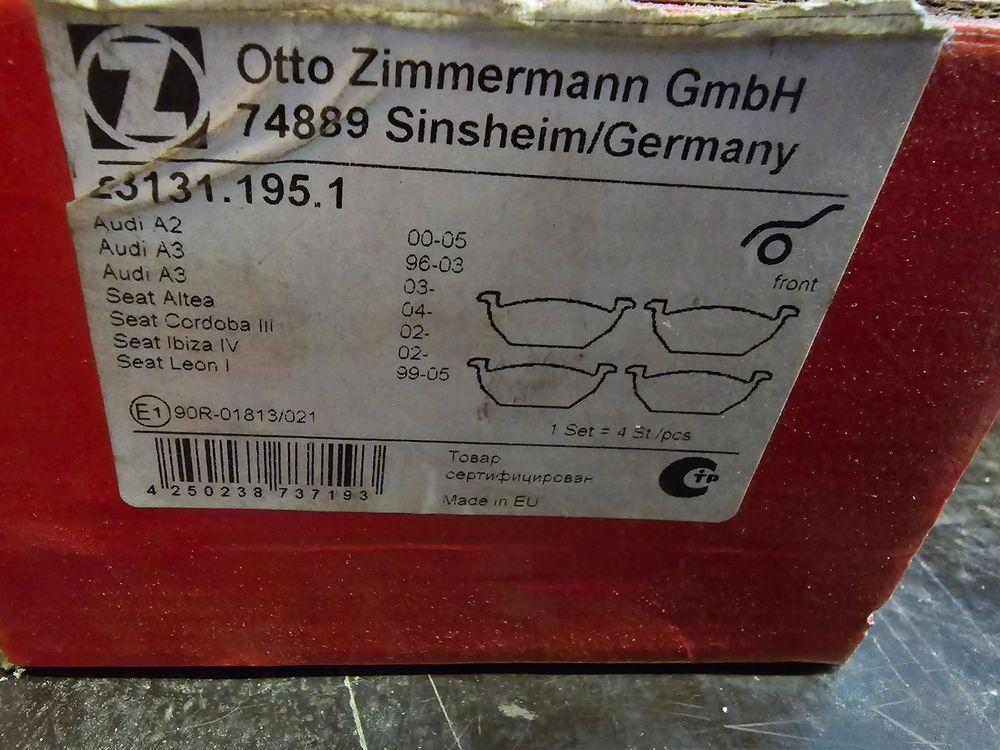 Z
Otto Zimmermann GmbH
74889 Sinsheim/Germany
23131.195.1
Audi A2 00-05
Audi A3 96-03
Audi A3 03-
Seat Altea 04-
Seat Cordoba III 02-
Seat Ibiza IV 02-
Seat Leon I 99-05
front
E1 90R-01813/021
1 Set = 4 St/pcs
4 250238 737193
Товар
сертифицирован
Made in EU
СТР